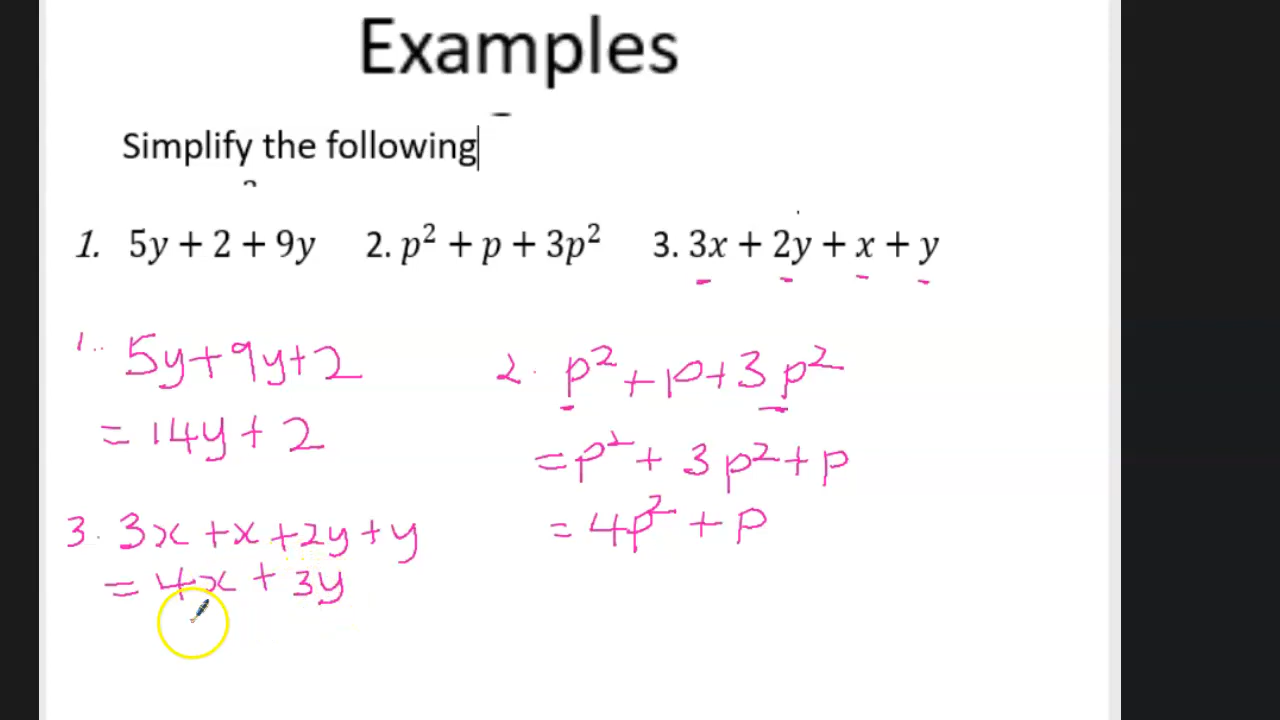 Examples
Simplify the following
1. 5y + 2 + 9y 2. p² + p + 3p² 3. 3x + 2y + x + y
1. 5y+9y+2
= 14y + 2
2. p² + p+3p²
= p² + 3p² + p
= 4p² + p
3. 3x + x + 2y + y
= 4x + 3y